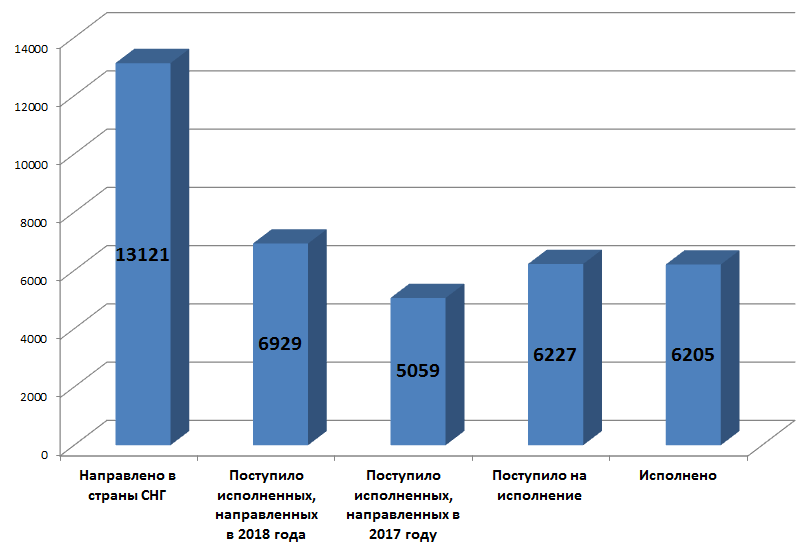 14000
12000
10000
8000
6000
4000
2000
0
13121
6929
5059
6227
6205
Направлено в
страны СНГ
Поступило
исполненных,
направленных
в 2018 года
Поступило
исполненных,
направленных в
2017 году
Поступило на
исполнение
Исполнено